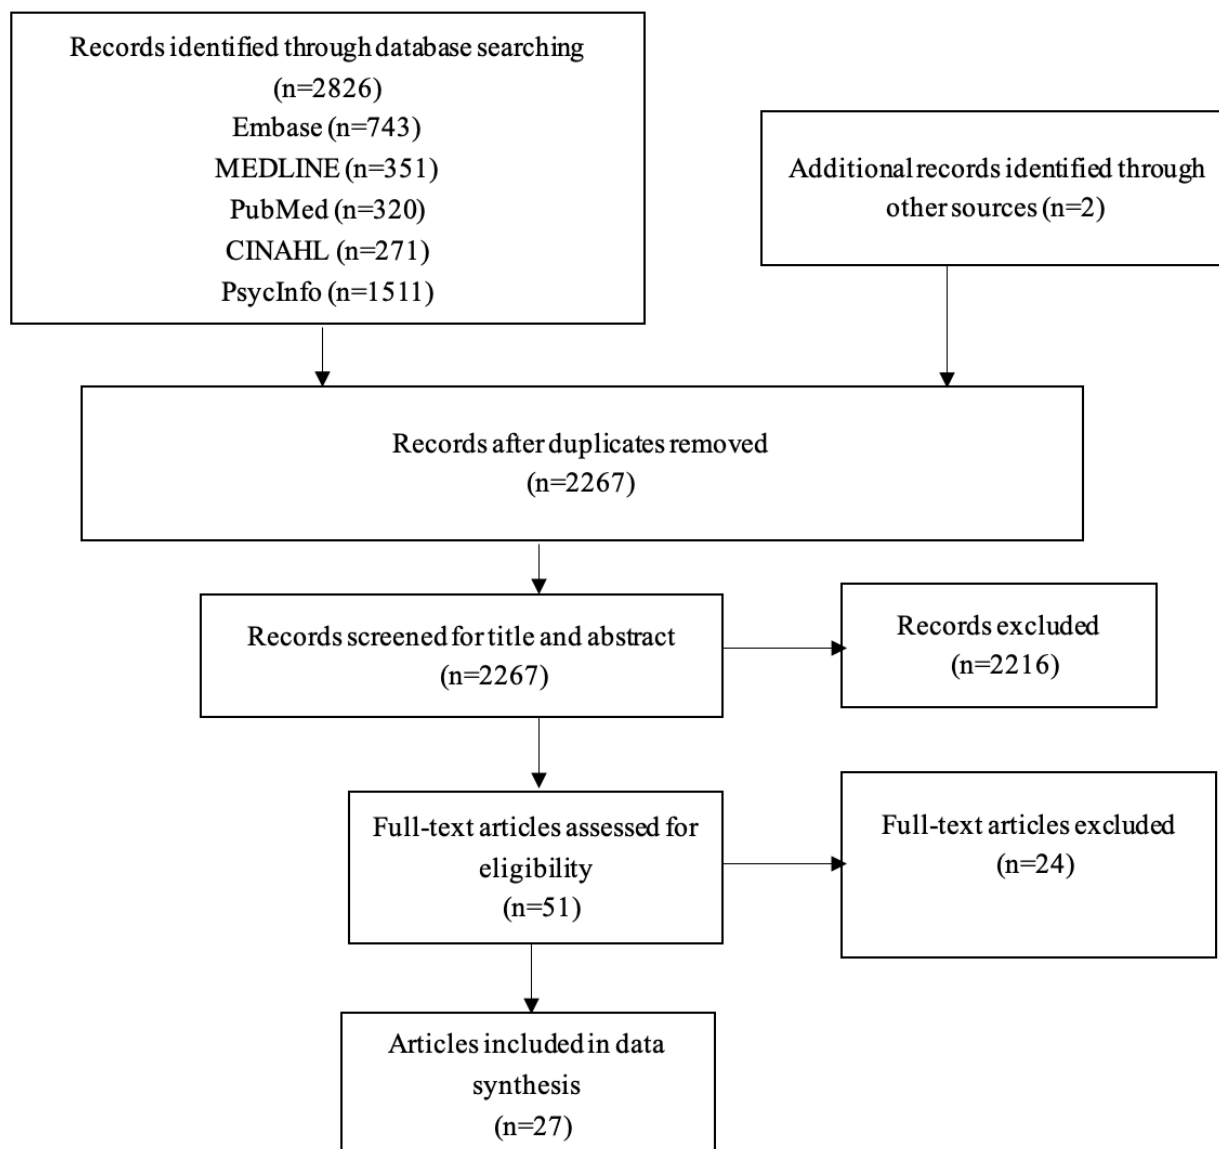 Records identified through database searching
(n=2826)
Embase (n=743)
MEDLINE (n=351)
PubMed (n=320)
CINAHL (n=271)
PsycInfo (n=1511)
Additional records identified through
other sources (n=2)
Records after duplicates removed
(n=2267)
Records screened for title and abstract
(n=2267)
Records excluded
(n=2216)
Full-text articles assessed for
eligibility
(n=51)
Full-text articles excluded
(n=24)
Articles included in data
synthesis
(n=27)